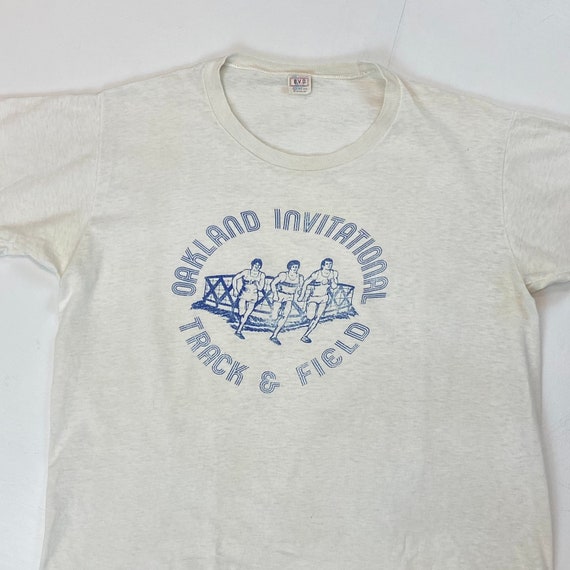 B.V.D.
OAKLAND INVITATIONAL
TRACK & FIELD